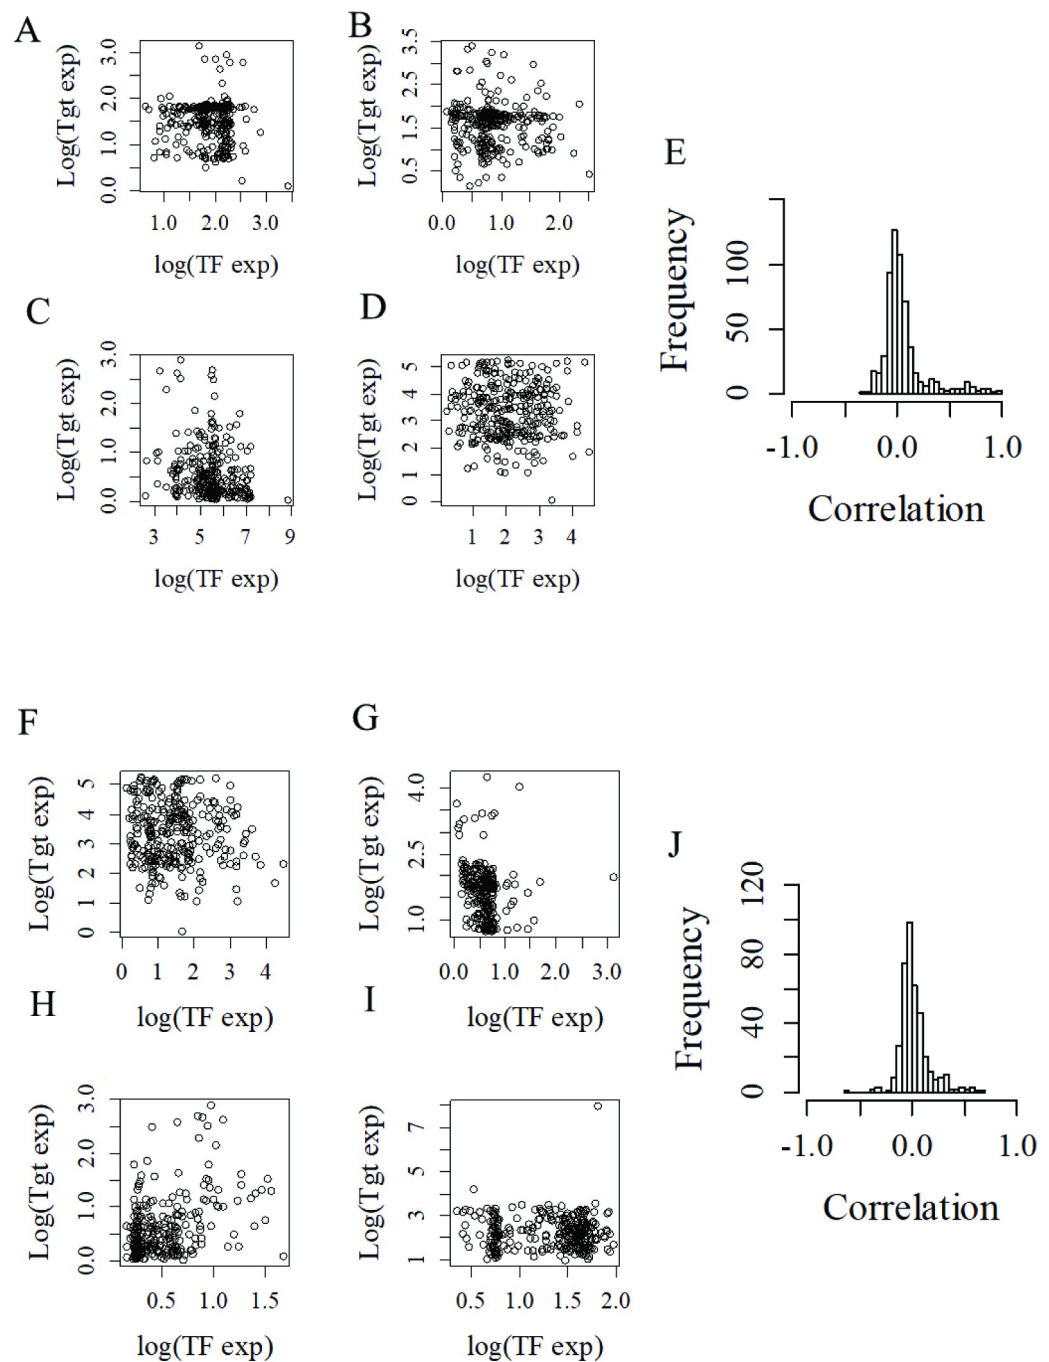 A
Log(Tgt exp)
0.0 1.0 2.0 3.0
1.0 2.0 3.0
log(TF exp)
B
Log(Tgt exp)
0.5 1.5 2.5 3.5
0.0 1.0 2.0
log(TF exp)
C
Log(Tgt exp)
0.0 1.0 2.0 3.0
3 5 7 9
log(TF exp)
D
Log(Tgt exp)
0 1 2 3 4 5
1 2 3 4
log(TF exp)
E
Frequency
0 50 100
-1.0 0.0 1.0
Correlation
F
Log(Tgt exp)
0 1 2 3 4 5
0 1 2 3 4
log(TF exp)
G
Log(Tgt exp)
1.0 2.5 4.0
0.0 1.0 2.0 3.0
log(TF exp)
H
Log(Tgt exp)
0.0 1.0 2.0 3.0
0.5 1.0 1.5
log(TF exp)
I
Log(Tgt exp)
1 3 5 7
0.5 1.0 1.5 2.0
log(TF exp)
J
Frequency
0 40 80 120
-1.0 0.0 1.0
Correlation